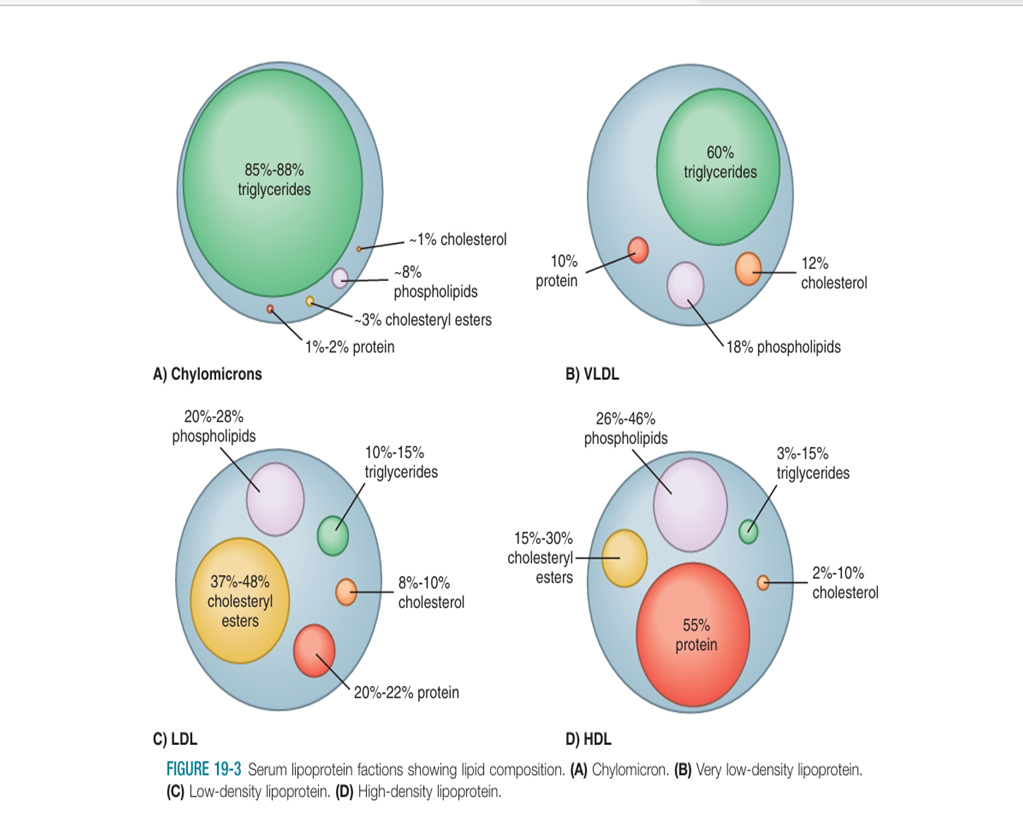 85%-88%
triglycerides
~1% cholesterol
~8%
phospholipids
~3% cholesteryl esters
1%-2% protein
A) Chylomicrons
60%
triglycerides
10%
protein
12%
cholesterol
18% phospholipids
B) VLDL
20%-28%
phospholipids
10%-15%
triglycerides
37%-48%
cholesteryl
esters
8%-10%
cholesterol
20%-22% protein
C) LDL
26%-46%
phospholipids
3%-15%
triglycerides
15%-30%
cholesteryl
esters
2%-10%
cholesterol
55%
protein
D) HDL
FIGURE 19-3 Serum lipoprotein factions showing lipid composition. (A) Chylomicron. (B) Very low-density lipoprotein.
(C) Low-density lipoprotein. (D) High-density lipoprotein.